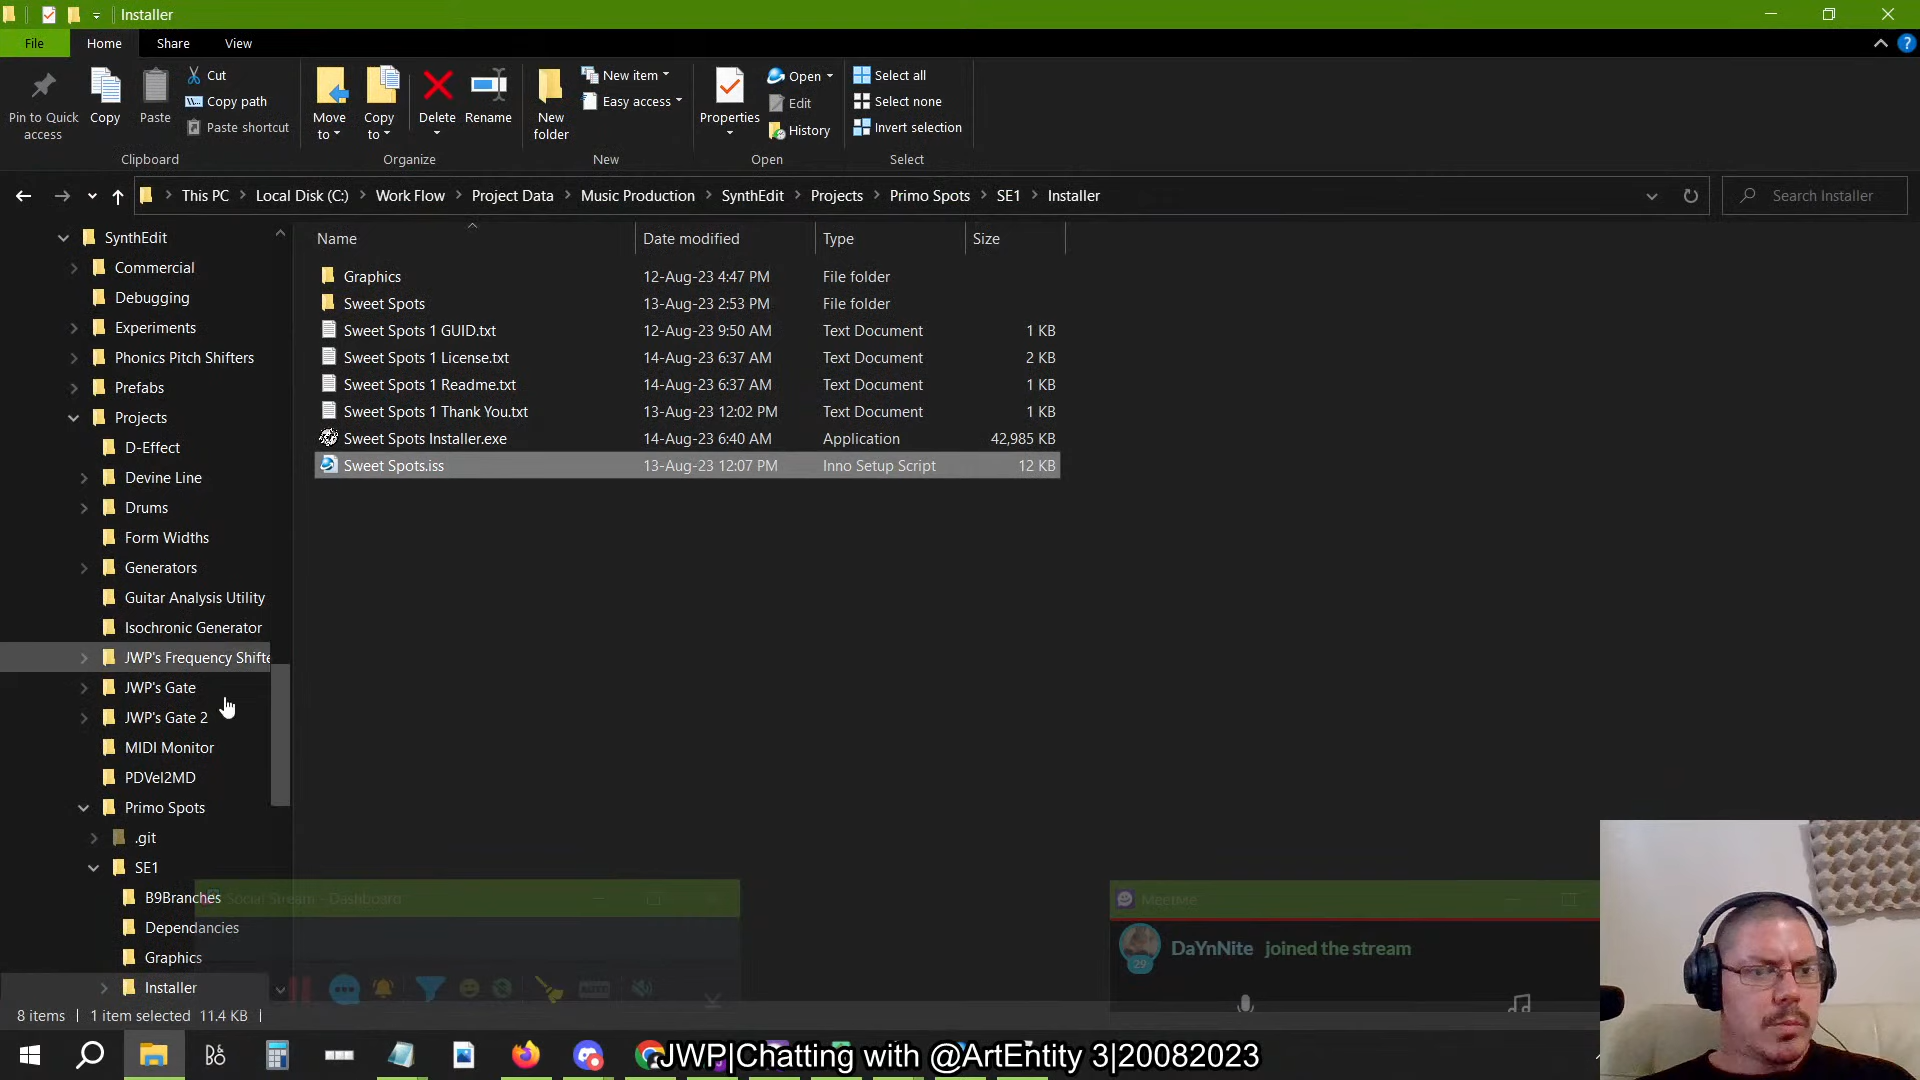 Installer
File Home Share View
Pin to Quick access
Copy
Paste
Cut
Copy path
Paste shortcut
Clipboard
Move to
Copy to
Delete
Rename
Organize
New folder
New item
Easy access
New
Properties
Open
Edit
History
Open
Select all
Select none
Invert selection
Select
This PC Local Disk (C:) Work Flow Project Data Music Production SynthEdit Projects Primo Spots SE1 Installer
Search Installer
SynthEdit
Commercial
Debugging
Experiments
Phonics Pitch Shifters
Prefabs
Projects
D-Effect
Devine Line
Drums
Form Widths
Generators
Guitar Analysis Utility
Isochronic Generator
JWP's Frequency Shifte
JWP's Gate
JWP's Gate 2
MIDI Monitor
PDVel2MD
Primo Spots
.git
SE1
B9Branches
Dependancies
Graphics
Installer
Name Date modified Type Size
Graphics 12-Aug-23 4:47 PM File folder
Sweet Spots 13-Aug-23 2:53 PM File folder
Sweet Spots 1 GUID.txt 12-Aug-23 9:50 AM Text Document 1 KB
Sweet Spots 1 License.txt 14-Aug-23 6:37 AM Text Document 2 KB
Sweet Spots 1 Readme.txt 14-Aug-23 6:37 AM Text Document 1 KB
Sweet Spots 1 Thank You.txt 13-Aug-23 12:02 PM Text Document 1 KB
Sweet Spots Installer.exe 14-Aug-23 6:40 AM Application 42,985 KB
Sweet Spots.iss 13-Aug-23 12:07 PM Inno Setup Script 12 KB
Social Stream - Dashboard
MeetMe
DaYnNite joined the stream
29
8 items 1 item selected 11.4 KB
JWP|Chatting with @ArtEntity 3|20082023